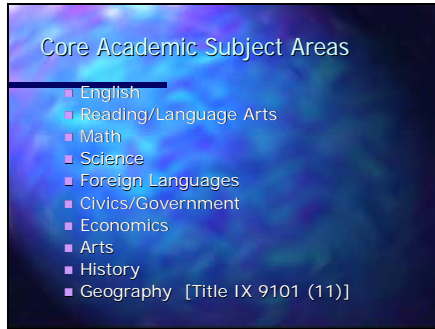 Core Academic Subject Areas
English
Reading/Language Arts
Math
Science
Foreign Languages
Civics/Government
Economics
Arts
History
Geography [Title IX 9101 (11)]